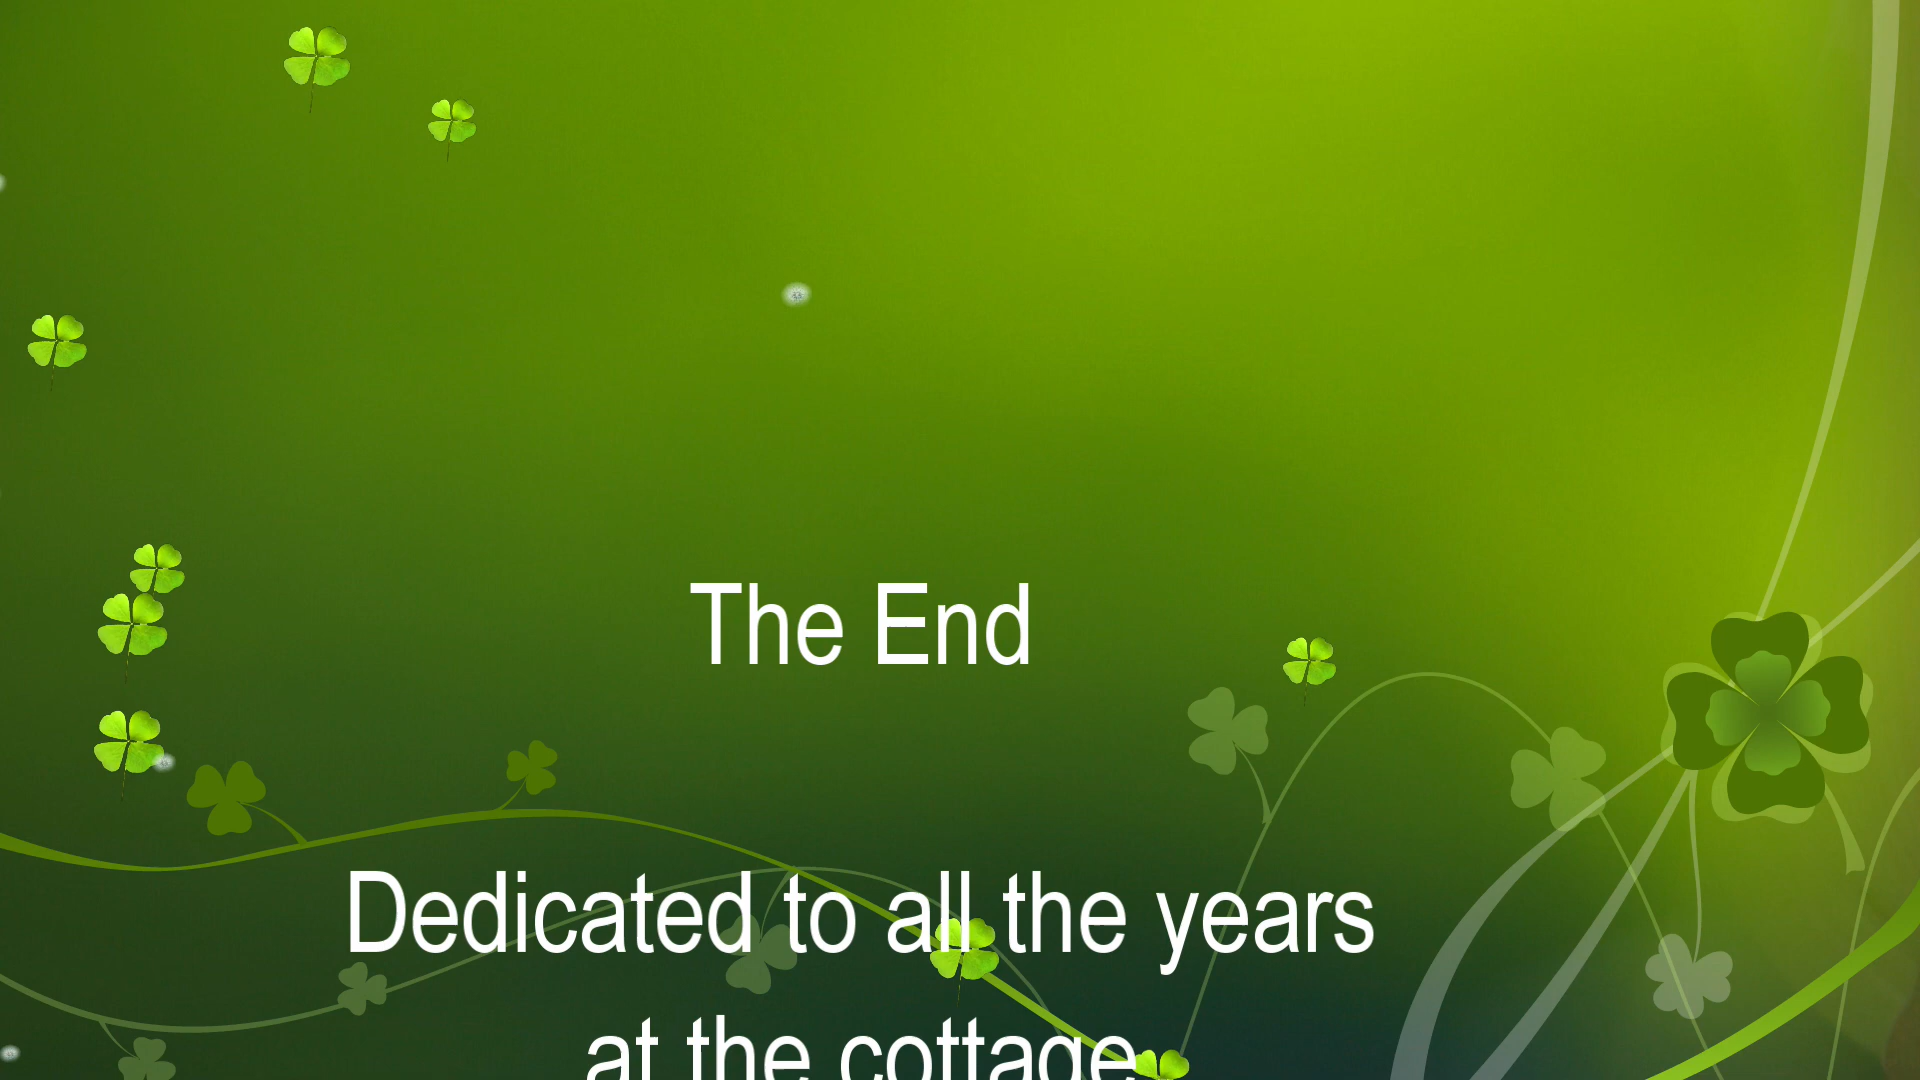 The End
Dedicated to all the years
at the cottage